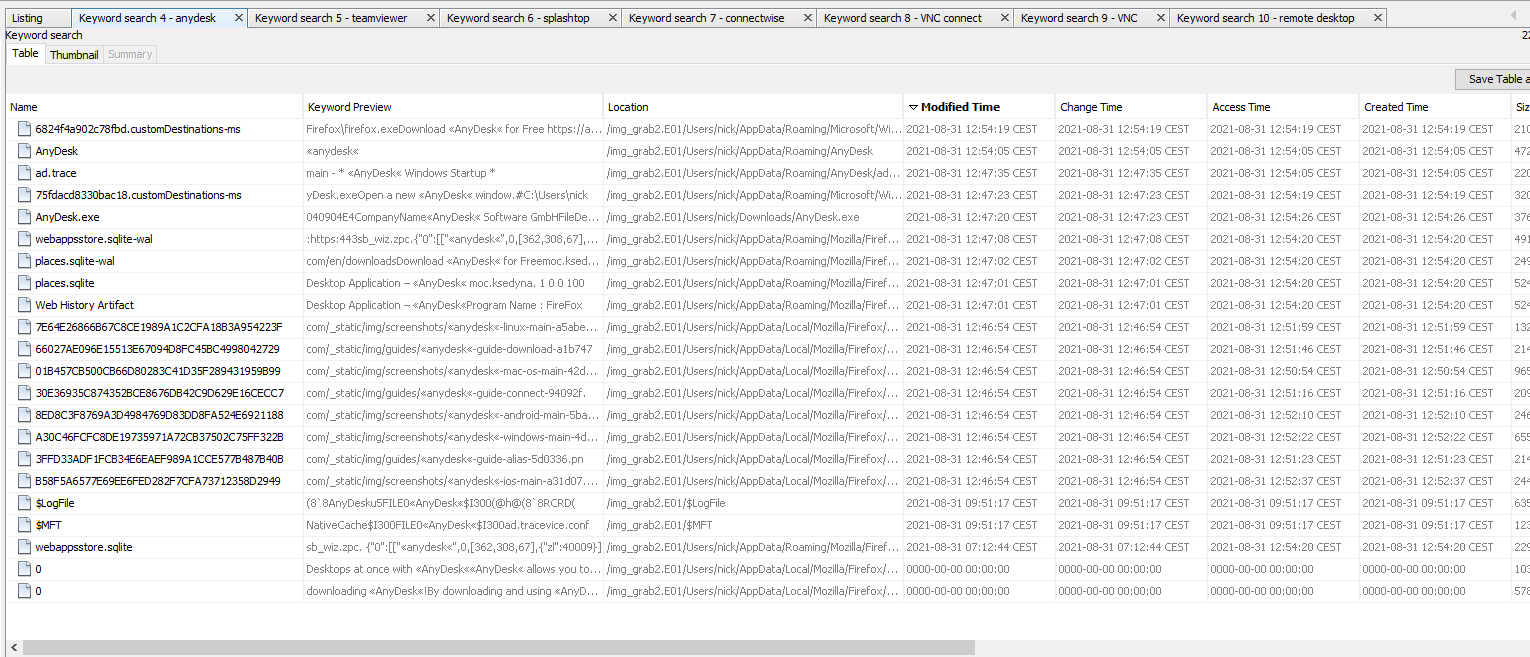 Listing Keyword search 4 - anydesk Keyword search 5 - teamviewer Keyword search 6 - splashtop Keyword search 7 - connectwise Keyword search 8 - VNC connect Keyword search 9 - VNC Keyword search 10 - remote desktop
Keyword search 22
Table Thumbnail Summary
Save Table a
Name Keyword Preview Location Modified Time Change Time Access Time Created Time Siz
6824f4a902c78fbd.customDestinations-ms Firefox\firefox.exeDownload «AnyDesk« for Free https://a... /img_grab2.E01/Users/nick/AppData/Roaming/Microsoft/Wi... 2021-08-31 12:54:19 CEST 2021-08-31 12:54:19 CEST 2021-08-31 12:54:19 CEST 2021-08-31 12:54:19 CEST 210
AnyDesk «anydesk« /img_grab2.E01/Users/nick/AppData/Roaming/AnyDesk 2021-08-31 12:54:05 CEST 2021-08-31 12:54:05 CEST 2021-08-31 12:54:05 CEST 2021-08-31 12:54:05 CEST 472
ad.trace main - * «AnyDesk« Windows Startup * /img_grab2.E01/Users/nick/AppData/Roaming/AnyDesk/ad... 2021-08-31 12:47:35 CEST 2021-08-31 12:47:35 CEST 2021-08-31 12:54:05 CEST 2021-08-31 12:54:05 CEST 220
75fdacd8330bac18.customDestinations-ms yDesk.exeOpen a new «AnyDesk« window.#C:\Users\nick /img_grab2.E01/Users/nick/AppData/Roaming/Microsoft/Wi... 2021-08-31 12:47:23 CEST 2021-08-31 12:47:23 CEST 2021-08-31 12:54:19 CEST 2021-08-31 12:54:19 CEST 320
AnyDesk.exe 040904E4CompanyName«AnyDesk« Software GmbHFileDe... /img_grab2.E01/Users/nick/Downloads/AnyDesk.exe 2021-08-31 12:47:20 CEST 2021-08-31 12:47:23 CEST 2021-08-31 12:54:26 CEST 2021-08-31 12:54:26 CEST 376
webappsstore.sqlite-wal :https:443sb_wiz.zpc.{"0":[["«anydesk«",0,[362,308,67],... /img_grab2.E01/Users/nick/AppData/Roaming/Mozilla/Firef... 2021-08-31 12:47:08 CEST 2021-08-31 12:47:08 CEST 2021-08-31 12:54:20 CEST 2021-08-31 12:54:20 CEST 491
places.sqlite-wal com/en/downloadsDownload «AnyDesk« for Freemoc.ksed... /img_grab2.E01/Users/nick/AppData/Roaming/Mozilla/Firef... 2021-08-31 12:47:02 CEST 2021-08-31 12:47:02 CEST 2021-08-31 12:54:20 CEST 2021-08-31 12:54:20 CEST 249
places.sqlite Desktop Application – «AnyDesk« moc.ksedyna. 1 0 0 100 /img_grab2.E01/Users/nick/AppData/Roaming/Mozilla/Firef... 2021-08-31 12:47:01 CEST 2021-08-31 12:47:01 CEST 2021-08-31 12:54:20 CEST 2021-08-31 12:54:20 CEST 524
Web History Artifact Desktop Application – «AnyDesk«Program Name : FireFox /img_grab2.E01/Users/nick/AppData/Roaming/Mozilla/Firef... 2021-08-31 12:47:01 CEST 2021-08-31 12:47:01 CEST 2021-08-31 12:54:20 CEST 2021-08-31 12:54:20 CEST 524
7E64E26866B67C8CE1989A1C2CFA18B3A954223F com/_static/img/screenshots/«anydesk«-linux-main-a5abe... /img_grab2.E01/Users/nick/AppData/Local/Mozilla/Firefox/... 2021-08-31 12:46:54 CEST 2021-08-31 12:46:54 CEST 2021-08-31 12:51:59 CEST 2021-08-31 12:51:59 CEST 132
66027AE096E15513E67094D8FC45BC4998042729 com/_static/img/guides/«anydesk«-guide-download-a1b747 /img_grab2.E01/Users/nick/AppData/Local/Mozilla/Firefox/... 2021-08-31 12:46:54 CEST 2021-08-31 12:46:54 CEST 2021-08-31 12:51:46 CEST 2021-08-31 12:51:46 CEST 214
01B457CB500CB66D80283C41D35F289431959B99 com/_static/img/screenshots/«anydesk«-mac-os-main-42d... /img_grab2.E01/Users/nick/AppData/Local/Mozilla/Firefox/... 2021-08-31 12:46:54 CEST 2021-08-31 12:46:54 CEST 2021-08-31 12:50:54 CEST 2021-08-31 12:50:54 CEST 965
30E36935C874352BCE8676DB42C9D629E16CECC7 com/_static/img/guides/«anydesk«-guide-connect-94092f. /img_grab2.E01/Users/nick/AppData/Local/Mozilla/Firefox/... 2021-08-31 12:46:54 CEST 2021-08-31 12:46:54 CEST 2021-08-31 12:51:16 CEST 2021-08-31 12:51:16 CEST 209
8ED8C3F8769A3D4984769D83DD8FA524E6921188 com/_static/img/screenshots/«anydesk«-android-main-5ba... /img_grab2.E01/Users/nick/AppData/Local/Mozilla/Firefox/... 2021-08-31 12:46:54 CEST 2021-08-31 12:46:54 CEST 2021-08-31 12:52:10 CEST 2021-08-31 12:52:10 CEST 246
A30C46FCFC8DE19735971A72CB37502C75FF322B com/_static/img/screenshots/«anydesk«-windows-main-4d... /img_grab2.E01/Users/nick/AppData/Local/Mozilla/Firefox/... 2021-08-31 12:46:54 CEST 2021-08-31 12:46:54 CEST 2021-08-31 12:52:22 CEST 2021-08-31 12:52:22 CEST 655
3FFD33ADF1FCB34E6EAEF989A1CCE577B487B40B com/_static/img/guides/«anydesk«-guide-alias-5d0336.pn /img_grab2.E01/Users/nick/AppData/Local/Mozilla/Firefox/... 2021-08-31 12:46:54 CEST 2021-08-31 12:46:54 CEST 2021-08-31 12:51:23 CEST 2021-08-31 12:51:23 CEST 214
B58F5A6577E69EE6FED282F7CFA73712358D2949 com/_static/img/screenshots/«anydesk«-ios-main-a31d07.... /img_grab2.E01/Users/nick/AppData/Local/Mozilla/Firefox/... 2021-08-31 12:46:54 CEST 2021-08-31 12:46:54 CEST 2021-08-31 12:52:37 CEST 2021-08-31 12:52:37 CEST 244
$LogFile (8`8AnyDesku5FILE0«AnyDesk«$I300(@h@(8`8RCRD( /img_grab2.E01/$LogFile 2021-08-31 09:51:17 CEST 2021-08-31 09:51:17 CEST 2021-08-31 09:51:17 CEST 2021-08-31 09:51:17 CEST 635
$MFT NativeCache$I300FILE0«AnyDesk«$I300ad.tracevice.conf /img_grab2.E01/$MFT 2021-08-31 09:51:17 CEST 2021-08-31 09:51:17 CEST 2021-08-31 09:51:17 CEST 2021-08-31 09:51:17 CEST 123
webappsstore.sqlite sb_wiz.zpc. {"0":[["«anydesk«",0,[362,308,67],{"zl":40009}] /img_grab2.E01/Users/nick/AppData/Roaming/Mozilla/Firef... 2021-08-31 07:12:44 CEST 2021-08-31 07:12:44 CEST 2021-08-31 12:54:20 CEST 2021-08-31 12:54:20 CEST 229
0 Desktops at once with «AnyDesk««AnyDesk« allows you to... /img_grab2.E01/Users/nick/AppData/Local/Mozilla/Firefox/... 0000-00-00 00:00:00 0000-00-00 00:00:00 0000-00-00 00:00:00 0000-00-00 00:00:00 103
0 downloading «AnyDesk«!By downloading and using «AnyD... /img_grab2.E01/Users/nick/AppData/Local/Mozilla/Firefox/... 0000-00-00 00:00:00 0000-00-00 00:00:00 0000-00-00 00:00:00 0000-00-00 00:00:00 578